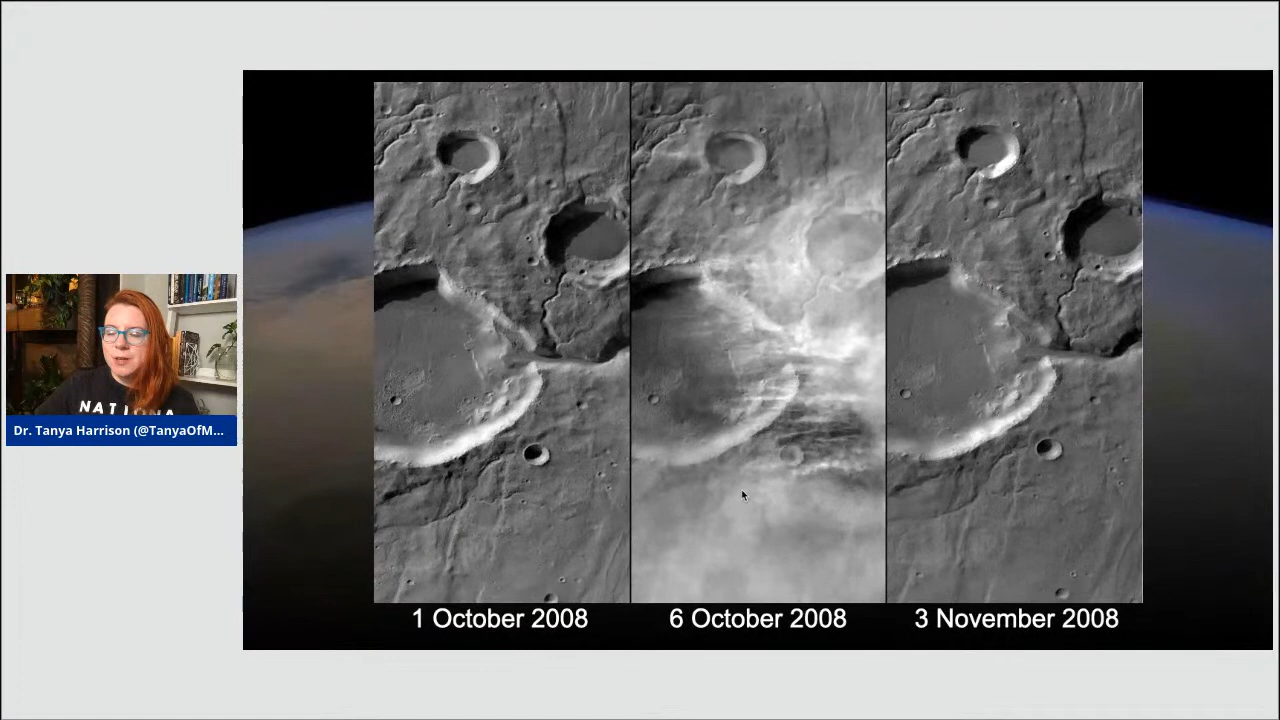 NATIONA
Dr. Tanya Harrison (@TanyaOfM...
1 October 2008
6 October 2008
3 November 2008